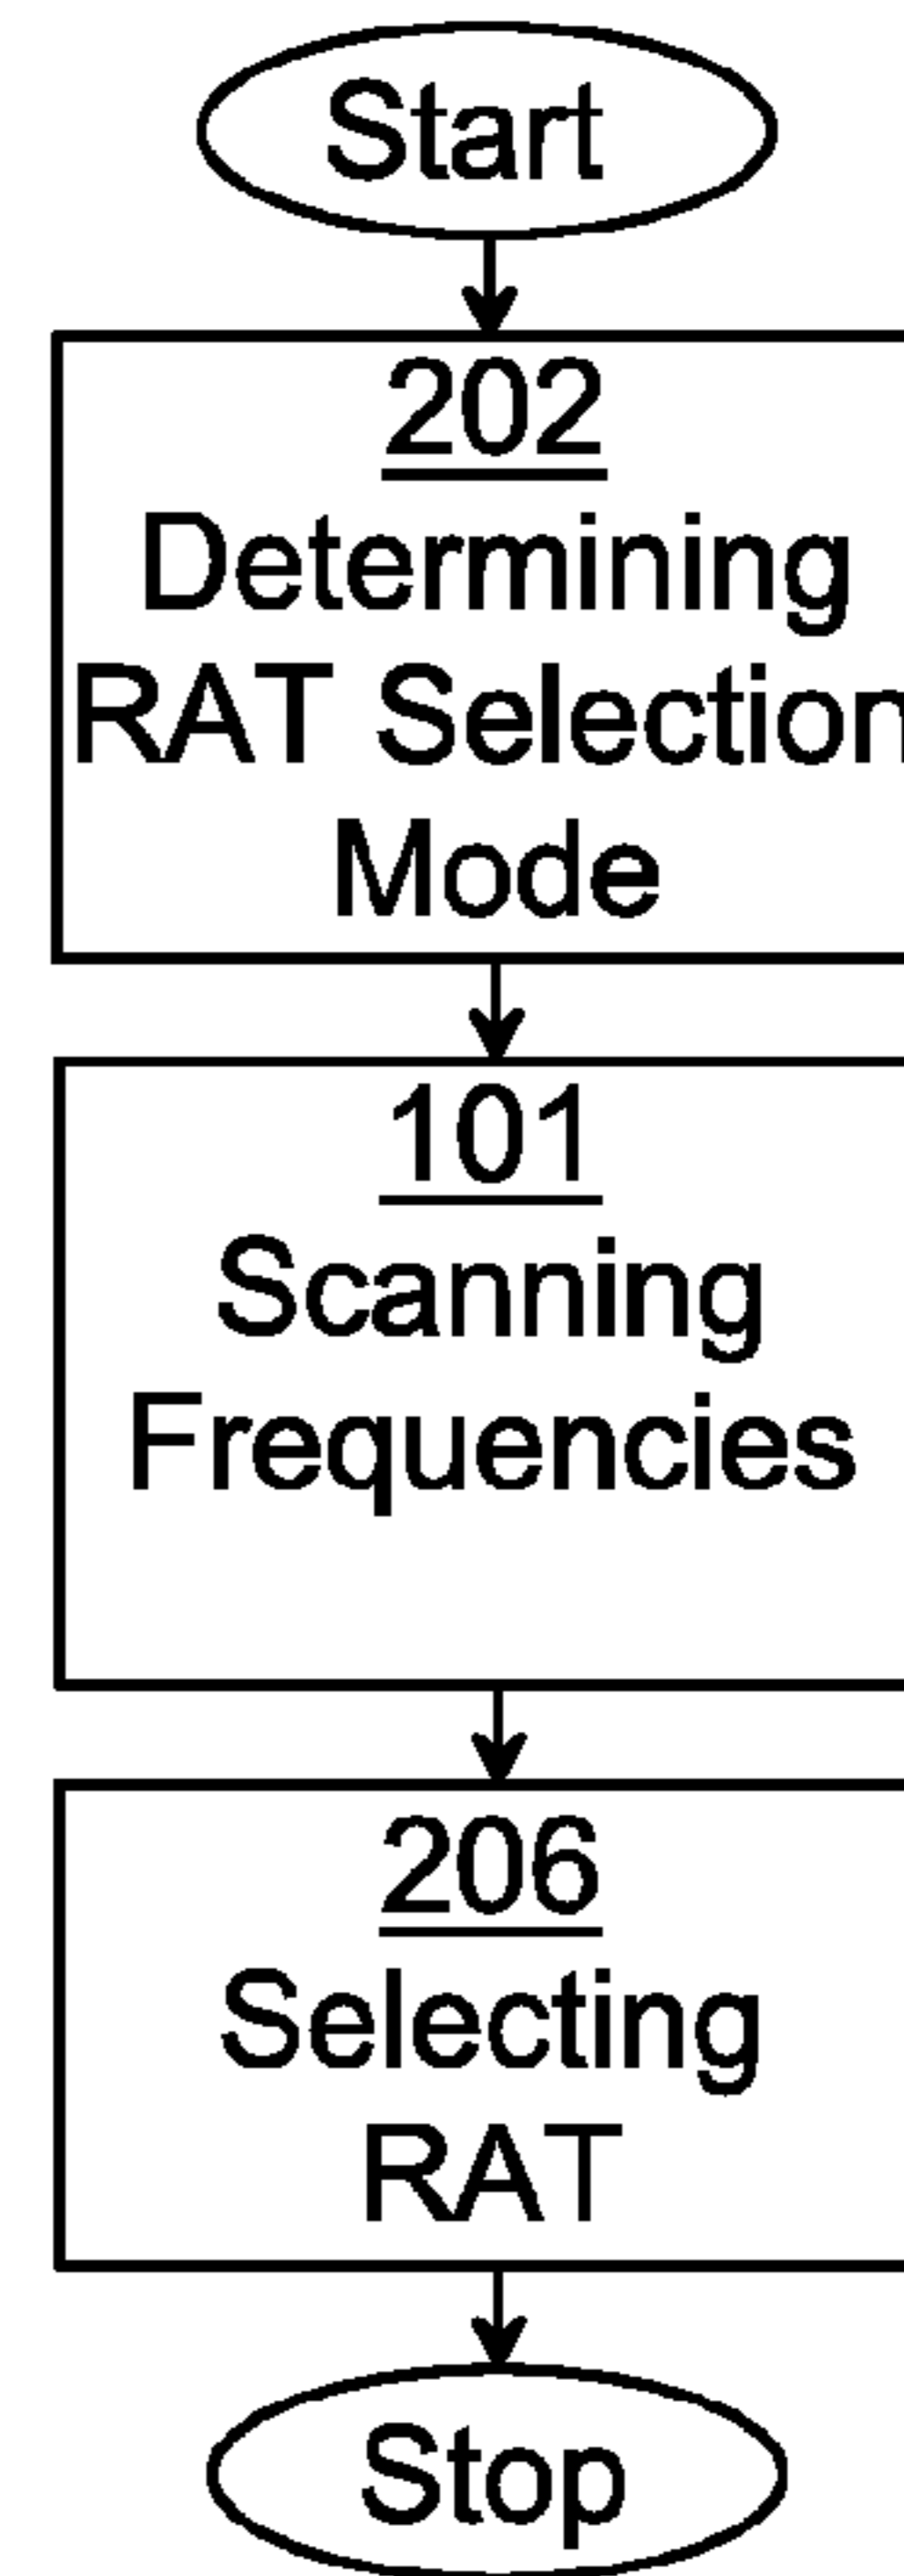 Start
202
Determining
RAT Selection
Mode
101
Scanning
Frequencies
206
Selecting
RAT
Stop